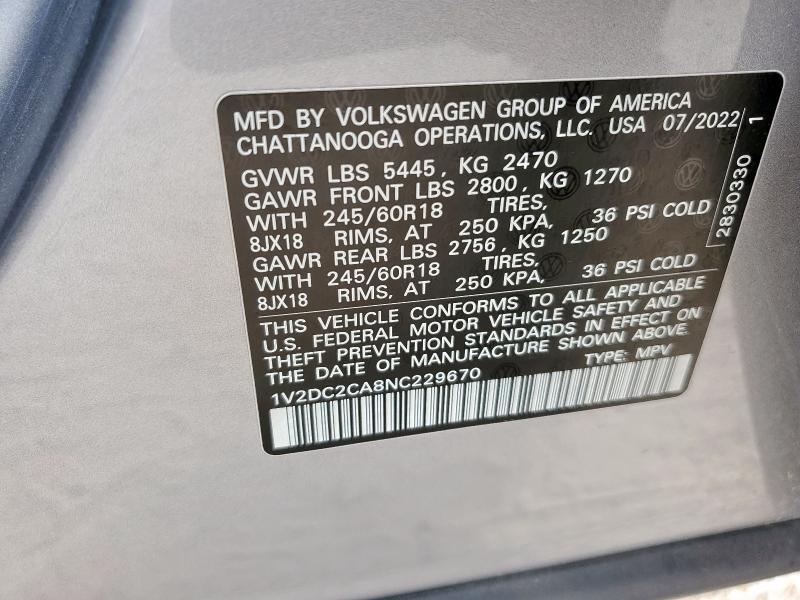 MFD BY VOLKSWAGEN GROUP OF AMERICA
CHATTANOOGA OPERATIONS, LLC. USA 07/2022
GVWR LBS 5445, KG 2470
GAWR FRONT LBS 2800, KG 1270
WITH 245/60R18 TIRES,
8JX18 RIMS, AT 250 KPA, 36 PSI COLD
GAWR REAR LBS 2756, KG 1250
WITH 245/60R18 TIRES,
8JX18 RIMS, AT 250 KPA, 36 PSI COLD
THIS VEHICLE CONFORMS TO ALL APPLICABLE
U.S. FEDERAL MOTOR VEHICLE SAFETY AND
THEFT PREVENTION STANDARDS IN EFFECT ON
THE DATE OF MANUFACTURE SHOWN ABOVE.
1V2DC2CA8NC229670 TYPE: MPV
2830330 1